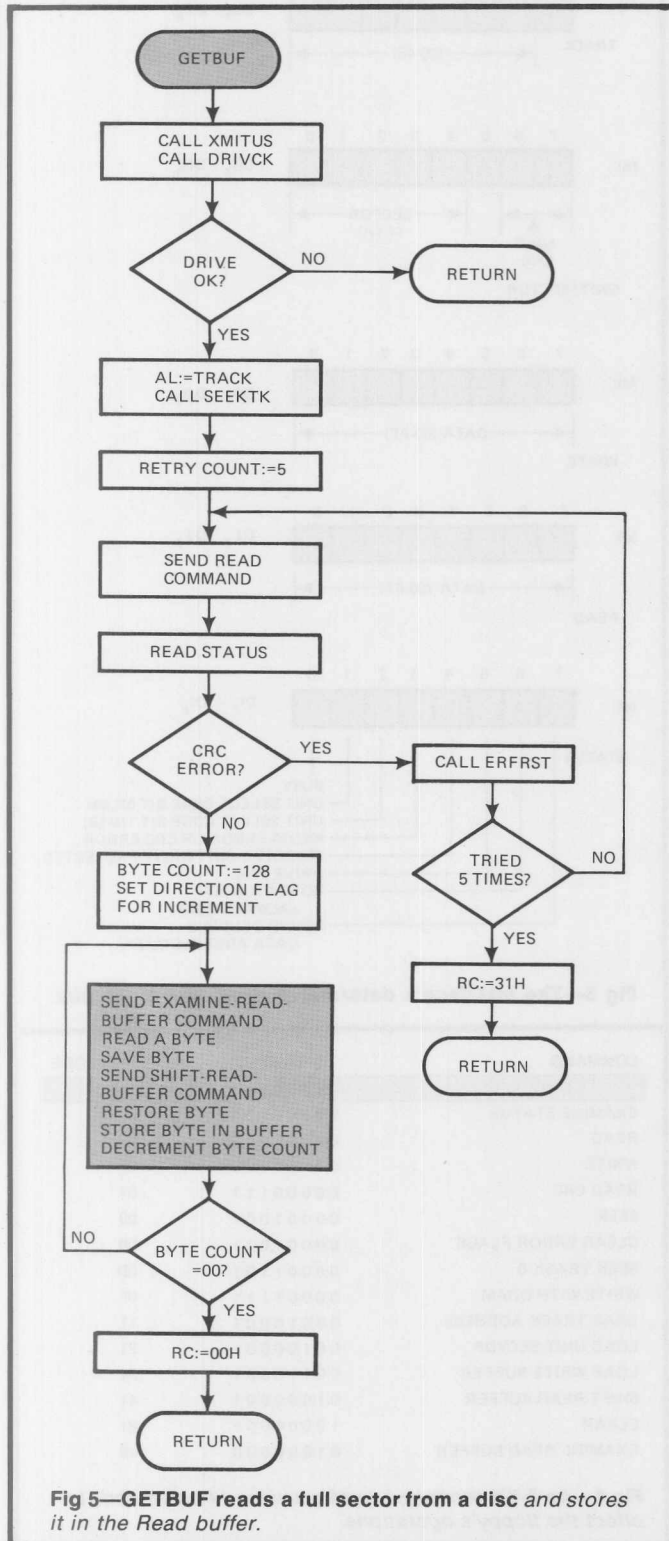 GETBUF
CALL XMITUS
CALL DRIVCK
DRIVE
OK?
NO
RETURN
YES
AL:=TRACK
CALL SEEKTK
RETRY COUNT:=5
SEND READ
COMMAND
READ STATUS
CRC
ERROR?
YES
CALL ERFRST
NO
TRIED
5 TIMES?
NO
YES
RC:=31H
RETURN
BYTE COUNT:=128
SET DIRECTION FLAG
FOR INCREMENT
SEND EXAMINE-READ-
BUFFER COMMAND
READ A BYTE
SAVE BYTE
SEND SHIFT-READ-
BUFFER COMMAND
RESTORE BYTE
STORE BYTE IN BUFFER
DECREMENT BYTE COUNT
NO
BYTE COUNT
=00?
YES
RC:=00H
RETURN
Fig 5—GETBUF reads a full sector from a disc and stores
it in the Read buffer.